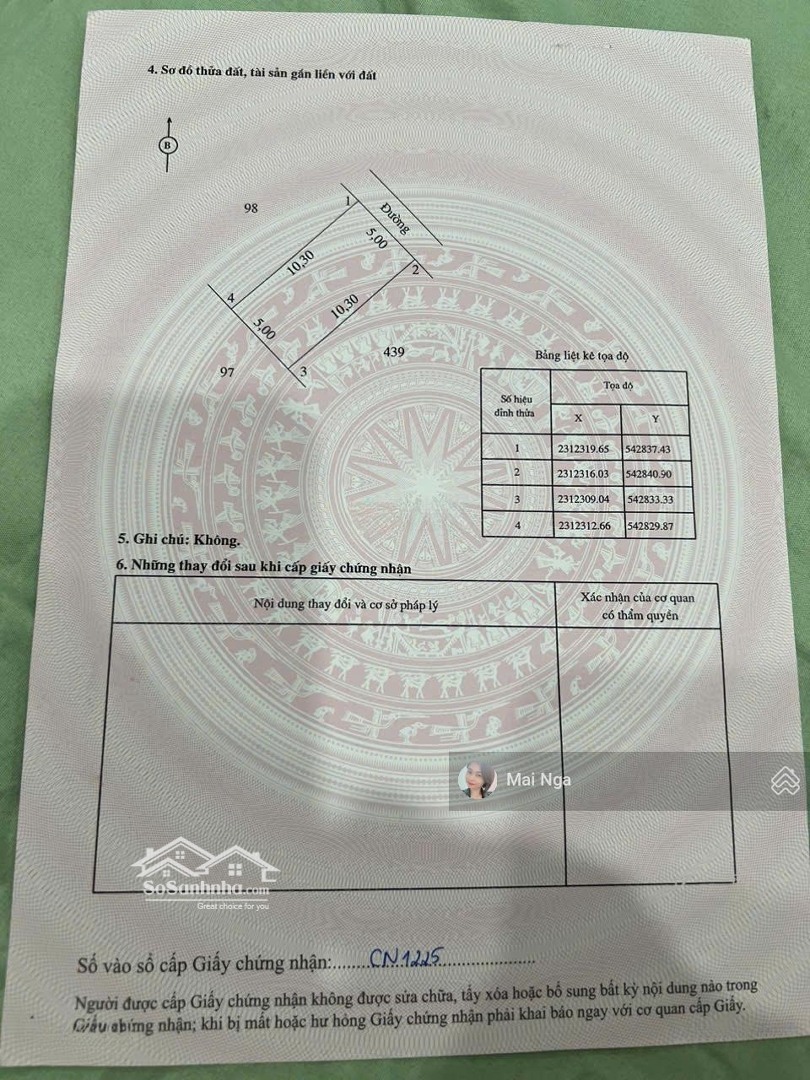 4. Sơ đồ thửa đất, tài sản gắn liền với đất
B
98
1
Đường
5,00
10,30
2
4
5,00
10,30
3
439
97
Bảng liệt kê tọa độ
Số hiệu đỉnh thửa
Tọa độ
X
Y
1 2312319.65 542837.43
2 2312316.03 542840.90
3 2312309.04 542833.33
4 2312312.66 542829.87
5. Ghi chú: Không.
6. Những thay đổi sau khi cấp giấy chứng nhận
Nội dung thay đổi và cơ sở pháp lý
Xác nhận của cơ quan
có thẩm quyền
Mai Nga
SoSanhnha.com
Great choice for you
Số vào sổ cấp Giấy chứng nhận:.......CN1225....................
Người được cấp Giấy chứng nhận không được sửa chữa, tẩy xóa hoặc bổ sung bất kỳ nội dung nào trong
Giấy chứng nhận; khi bị mất hoặc hư hỏng Giấy chứng nhận phải khai báo ngay với cơ quan cấp Giấy.